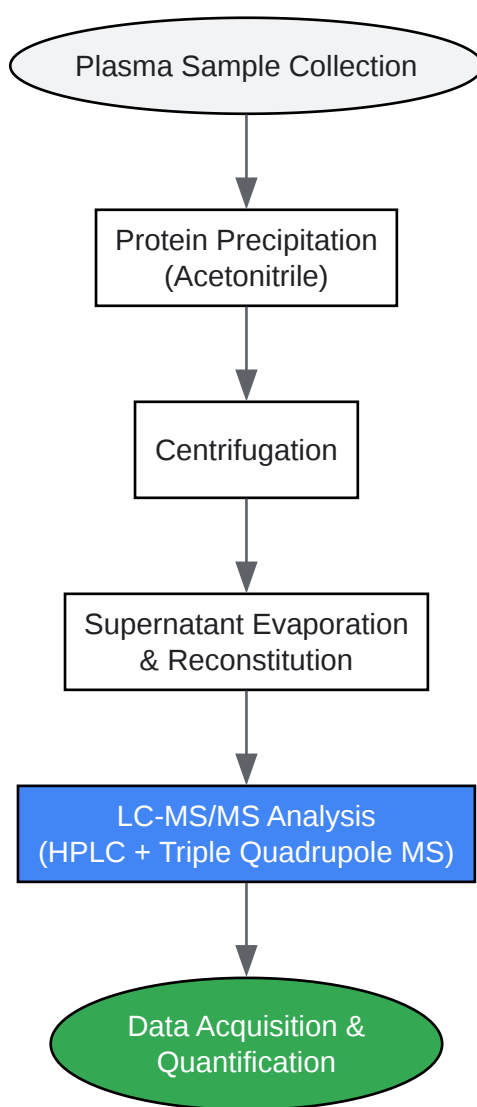 Plasma Sample Collection
Protein Precipitation
(Acetonitrile)
Centrifugation
Supernatant Evaporation
& Reconstitution
LC-MS/MS Analysis
(HPLC + Triple Quadrupole MS)
Data Acquisition &
Quantification